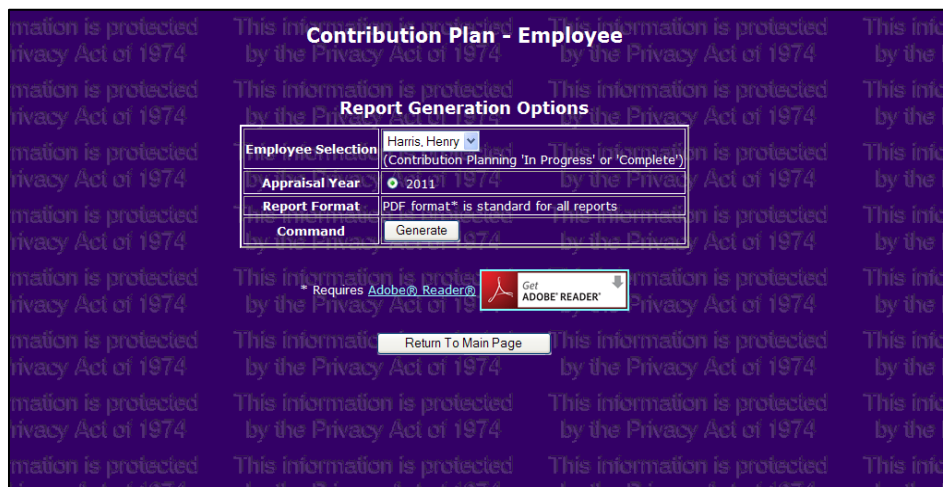 Contribution Plan - Employee
Report Generation Options
Employee Selection
Harris, Henry
(Contribution Planning 'In Progress' or 'Complete')
Appraisal Year
2011
Report Format
PDF format* is standard for all reports
Command
Generate
* Requires Adobe® Reader®
Get
ADOBE® READER®
Return To Main Page
This information is protected
by the Privacy Act of 1974